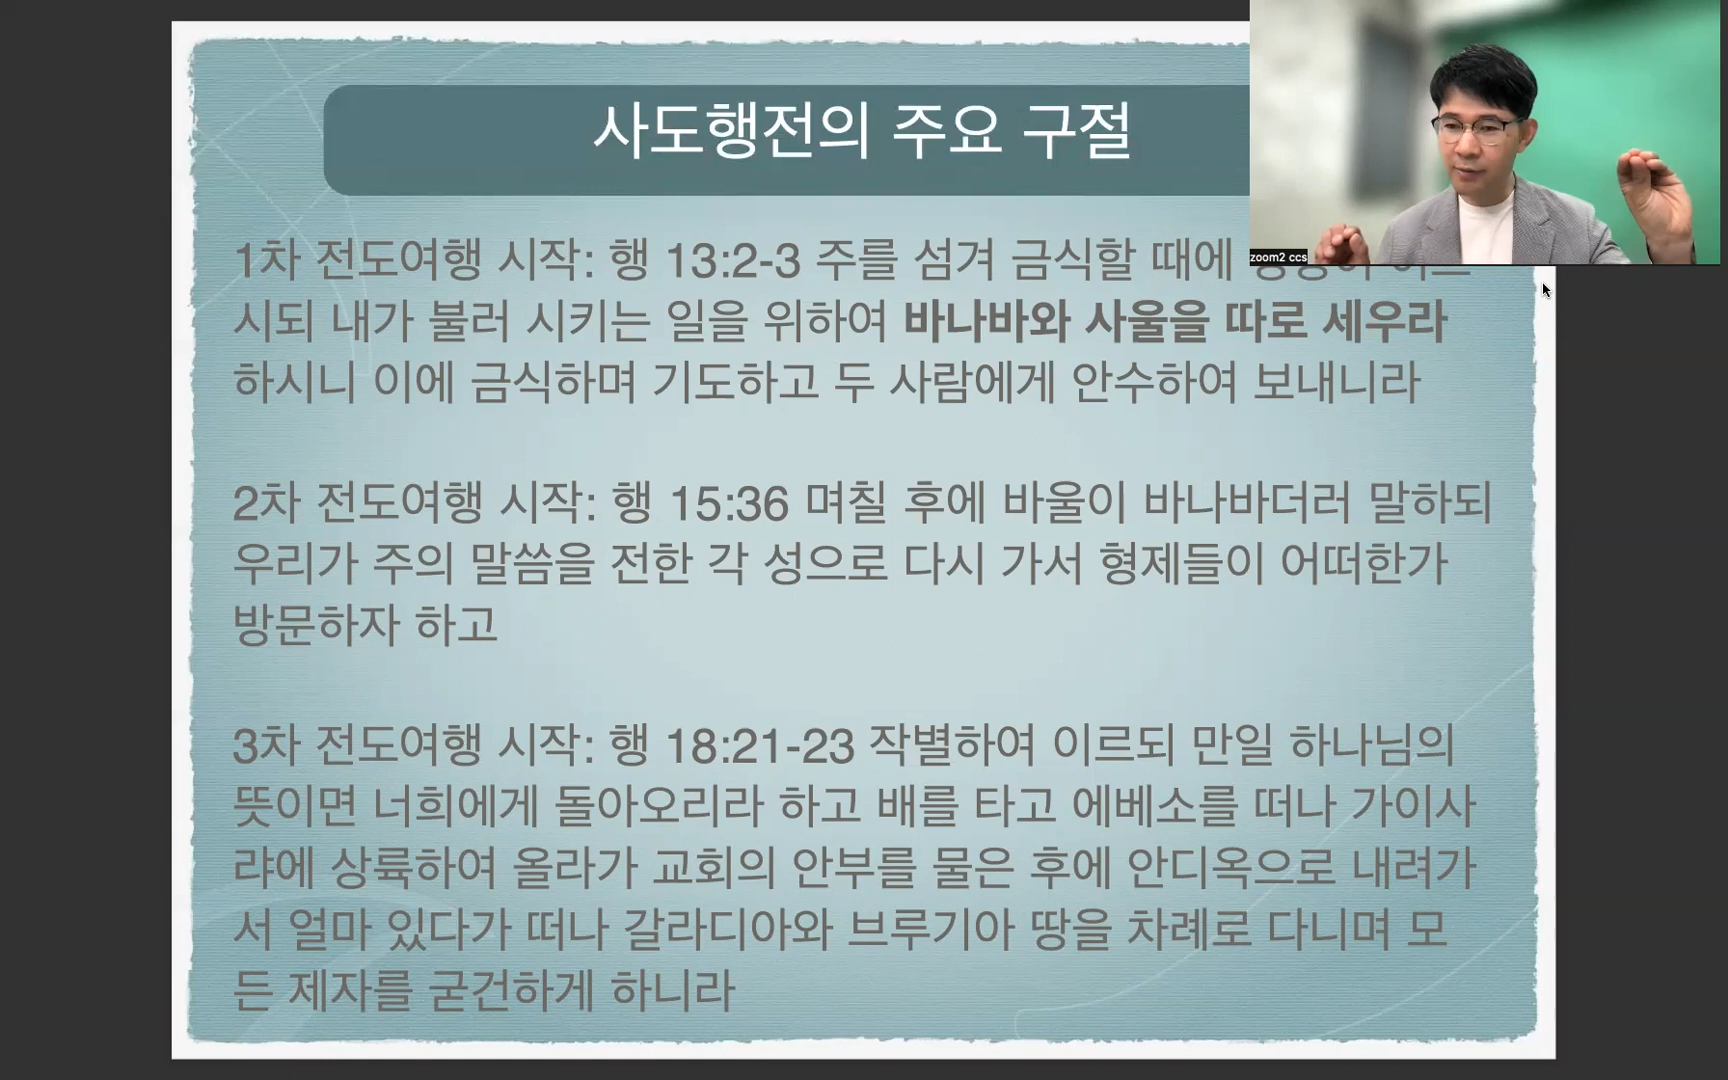 사도행전의 주요 구절
1차 전도여행 시작: 행 13:2-3 주를 섬겨 금식할 때에
시되 내가 불러 시키는 일을 위하여 바나바와 사울을 따로 세우라
하시니 이에 금식하며 기도하고 두 사람에게 안수하여 보내니라
2차 전도여행 시작: 행 15:36 며칠 후에 바울이 바나바더러 말하되
우리가 주의 말씀을 전한 각 성으로 다시 가서 형제들이 어떠한가
방문하자 하고
3차 전도여행 시작: 행 18:21-23 작별하여 이르되 만일 하나님의
뜻이면 너희에게 돌아오리라 하고 배를 타고 에베소를 떠나 가이사
랴에 상륙하여 올라가 교회의 안부를 물은 후에 안디옥으로 내려가
서 얼마 있다가 떠나 갈라디아와 브루기아 땅을 차례로 다니며 모
든 제자를 굳건하게 하니라
zoom2 ccs